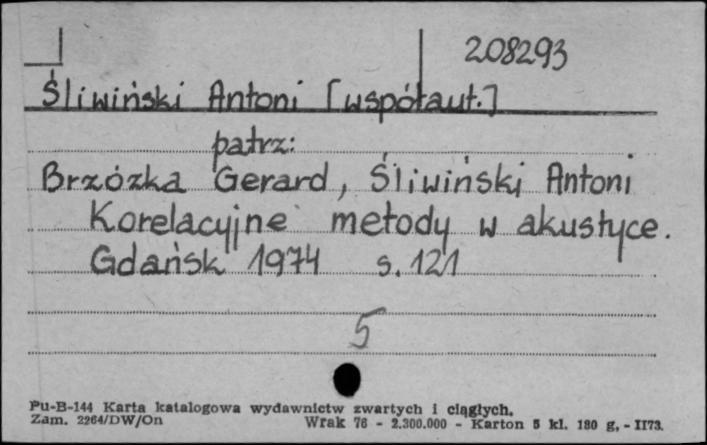 208293
Śliwiński Antoni [współaut.]
patrz:
Brzózka Gerard, Śliwiński Antoni
Korelacyjne metody w akustyce.
Gdańsk 1974 s. 121
5
Pu-B-144 Karta katalogowa wydawnictw zwartych i ciągłych.
Zam. 2264/DW/On Wrak 76 - 2.300.000 - Karton 5 kl. 180 g, - II73.